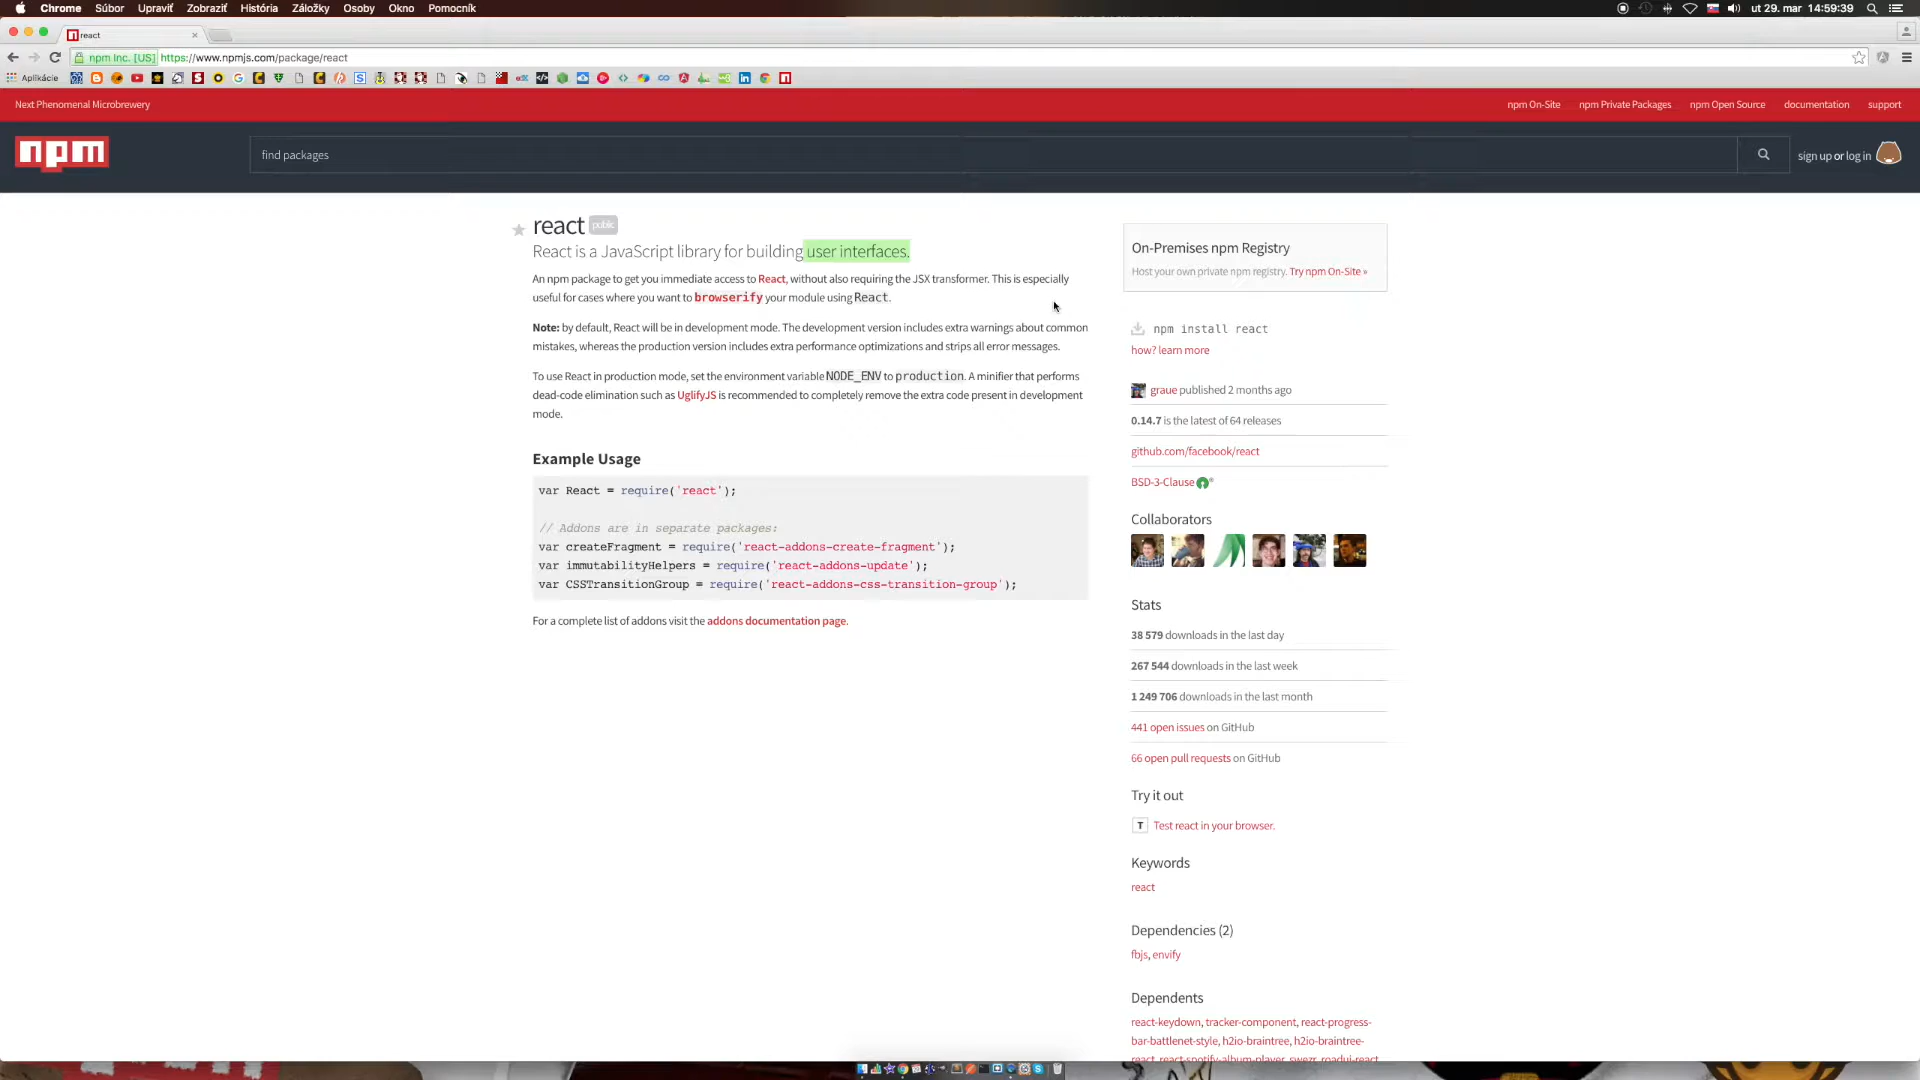 Chrome Súbor Upraviť Zobraziť História Záložky Osoby Okno Pomocník
ut 29. mar 14:59:39
react
npm Inc. [US] https://www.npmjs.com/package/react
Aplikácie
Next Phenomenal Microbrewery
npm On-Site npm Private Packages npm Open Source documentation support
npm
find packages
sign up or log in
react public
React is a JavaScript library for building user interfaces.
An npm package to get you immediate access to React, without also requiring the JSX transformer. This is especially
useful for cases where you want to browserify your module using React.
Note: by default, React will be in development mode. The development version includes extra warnings about common
mistakes, whereas the production version includes extra performance optimizations and strips all error messages.
To use React in production mode, set the environment variable NODE_ENV to production. A minifier that performs
dead-code elimination such as UglifyJS is recommended to completely remove the extra code present in development
mode.
Example Usage
var React = require('react');
// Addons are in separate packages:
var createFragment = require('react-addons-create-fragment');
var immutabilityHelpers = require('react-addons-update');
var CSSTransitionGroup = require('react-addons-css-transition-group');
For a complete list of addons visit the addons documentation page.
On-Premises npm Registry
Host your own private npm registry. Try npm On-Site »
npm install react
how? learn more
graue published 2 months ago
0.14.7 is the latest of 64 releases
github.com/facebook/react
BSD-3-Clause
Collaborators
Stats
38 579 downloads in the last day
267 544 downloads in the last week
1 249 706 downloads in the last month
441 open issues on GitHub
66 open pull requests on GitHub
Try it out
T Test react in your browser.
Keywords
react
Dependencies (2)
fbjs, envify
Dependents
react-keydown, tracker-component, react-progress-
bar-battlenet-style, h2io-braintree, h2io-braintree-
react, react-spotify-album-player, swezr, roadui-react